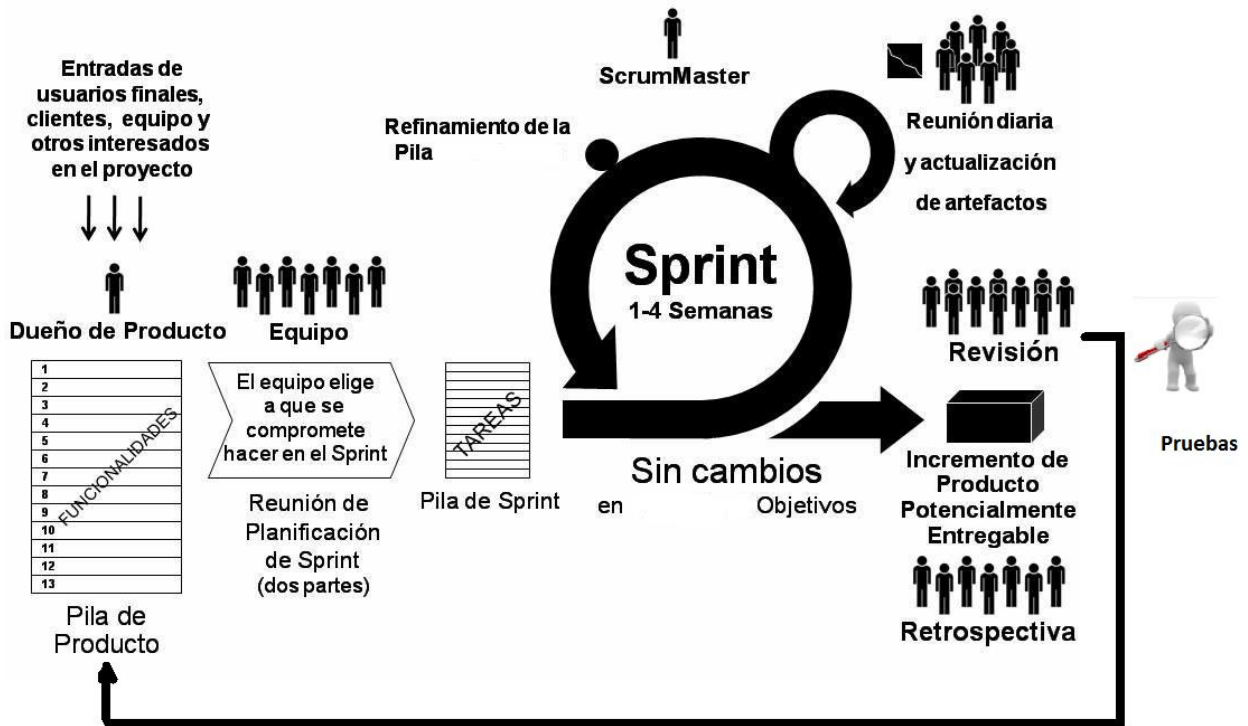 Entradas de
usuarios finales,
clientes, equipo y
otros interesados
en el proyecto
Dueño de Producto
1
2
3
4
5
6
7
8
9
10
11
12
13
FUNCIONALIDADES
Pila de
Producto
Equipo
El equipo elige
a que se
compromete
hacer en el Sprint
Reunión de
Planificación
de Sprint
(dos partes)
TAREAS
Pila de Sprint
Refinamiento de la
Pila
ScrumMaster
Sprint
1-4 Semanas
Sin cambios
en Objetivos
Reunión diaria
y actualización
de artefactos
Revisión
Incremento de
Producto
Potencialmente
Entregable
Retrospectiva
Pruebas